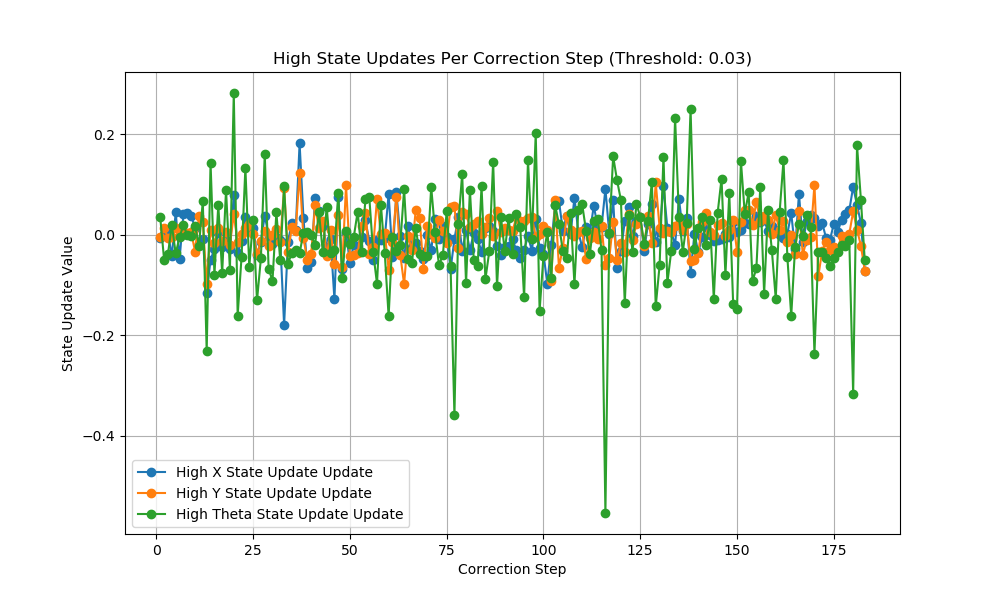 High State Updates Per Correction Step (Threshold: 0.03)
State Update Value
0.2
0.0
−0.2
−0.4
High X State Update Update
High Y State Update Update
High Theta State Update Update
0
25
50
75
100
125
150
175
Correction Step